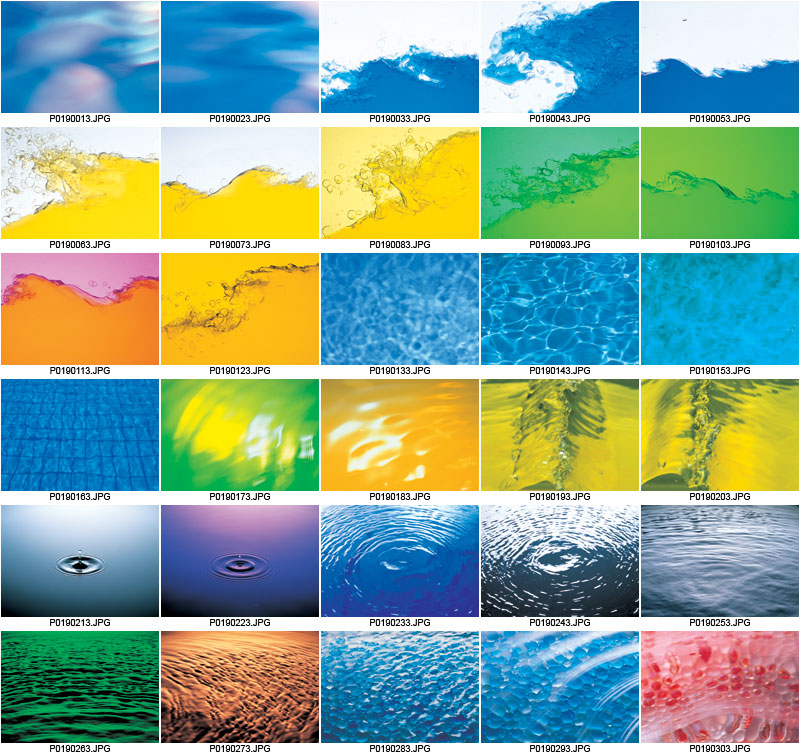 P0190013.JPG P0190023.JPG P0190033.JPG P0190043.JPG P0190053.JPG
P0190063.JPG P0190073.JPG P0190083.JPG P0190093.JPG P0190103.JPG
P0190113.JPG P0190123.JPG P0190133.JPG P0190143.JPG P0190153.JPG
P0190163.JPG P0190173.JPG P0190183.JPG P0190193.JPG P0190203.JPG
P0190213.JPG P0190223.JPG P0190233.JPG P0190243.JPG P0190253.JPG
P0190263.JPG P0190273.JPG P0190283.JPG P0190293.JPG P0190303.JPG